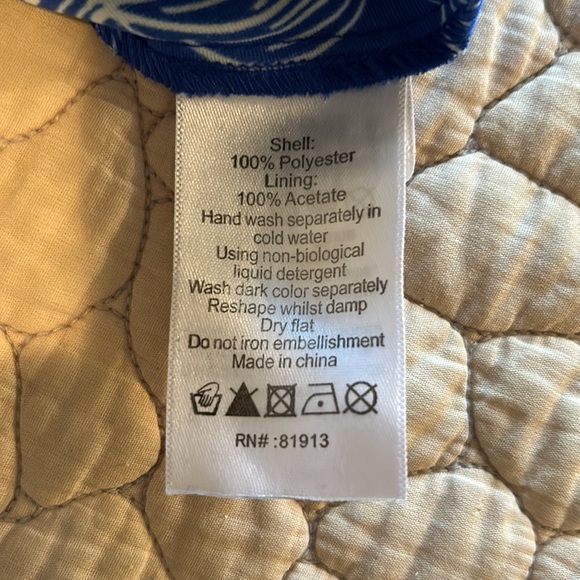 Shell:
100% Polyester
Lining:
100% Acetate
Hand wash separately in
cold water
Using non-biological
liquid detergent
Wash dark color separately
Reshape whilst damp
Dry flat
Do not iron embellishment
Made in china
RN# :81913